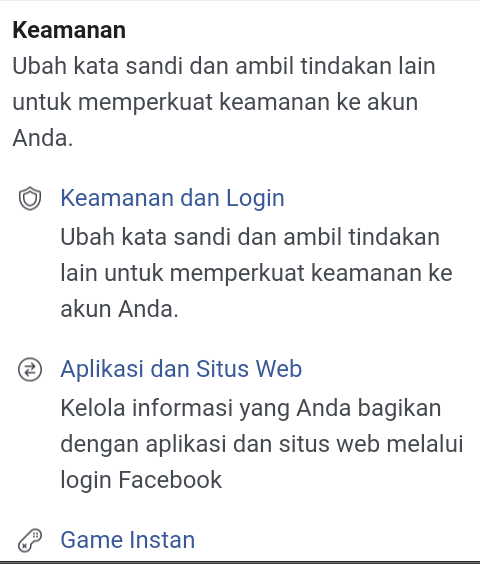 Keamanan
Ubah kata sandi dan ambil tindakan lain
untuk memperkuat keamanan ke akun
Anda.
Keamanan dan Login
Ubah kata sandi dan ambil tindakan
lain untuk memperkuat keamanan ke
akun Anda.
Aplikasi dan Situs Web
Kelola informasi yang Anda bagikan
dengan aplikasi dan situs web melalui
login Facebook
Game Instan